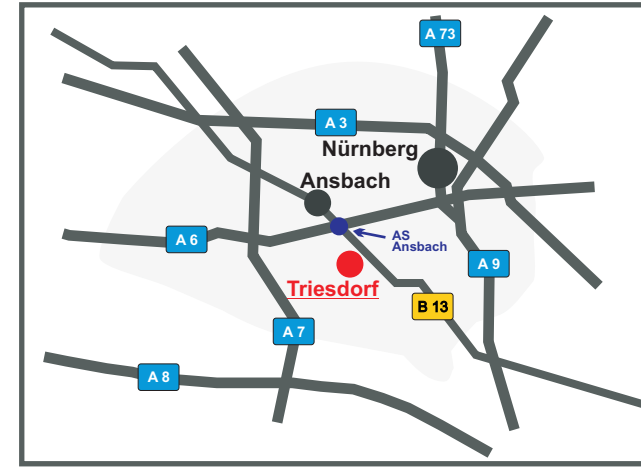 A 73
A 3
Nürnberg
Ansbach
AS
Ansbach
A 6
A 9
Triesdorf
B 13
A 7
A 8